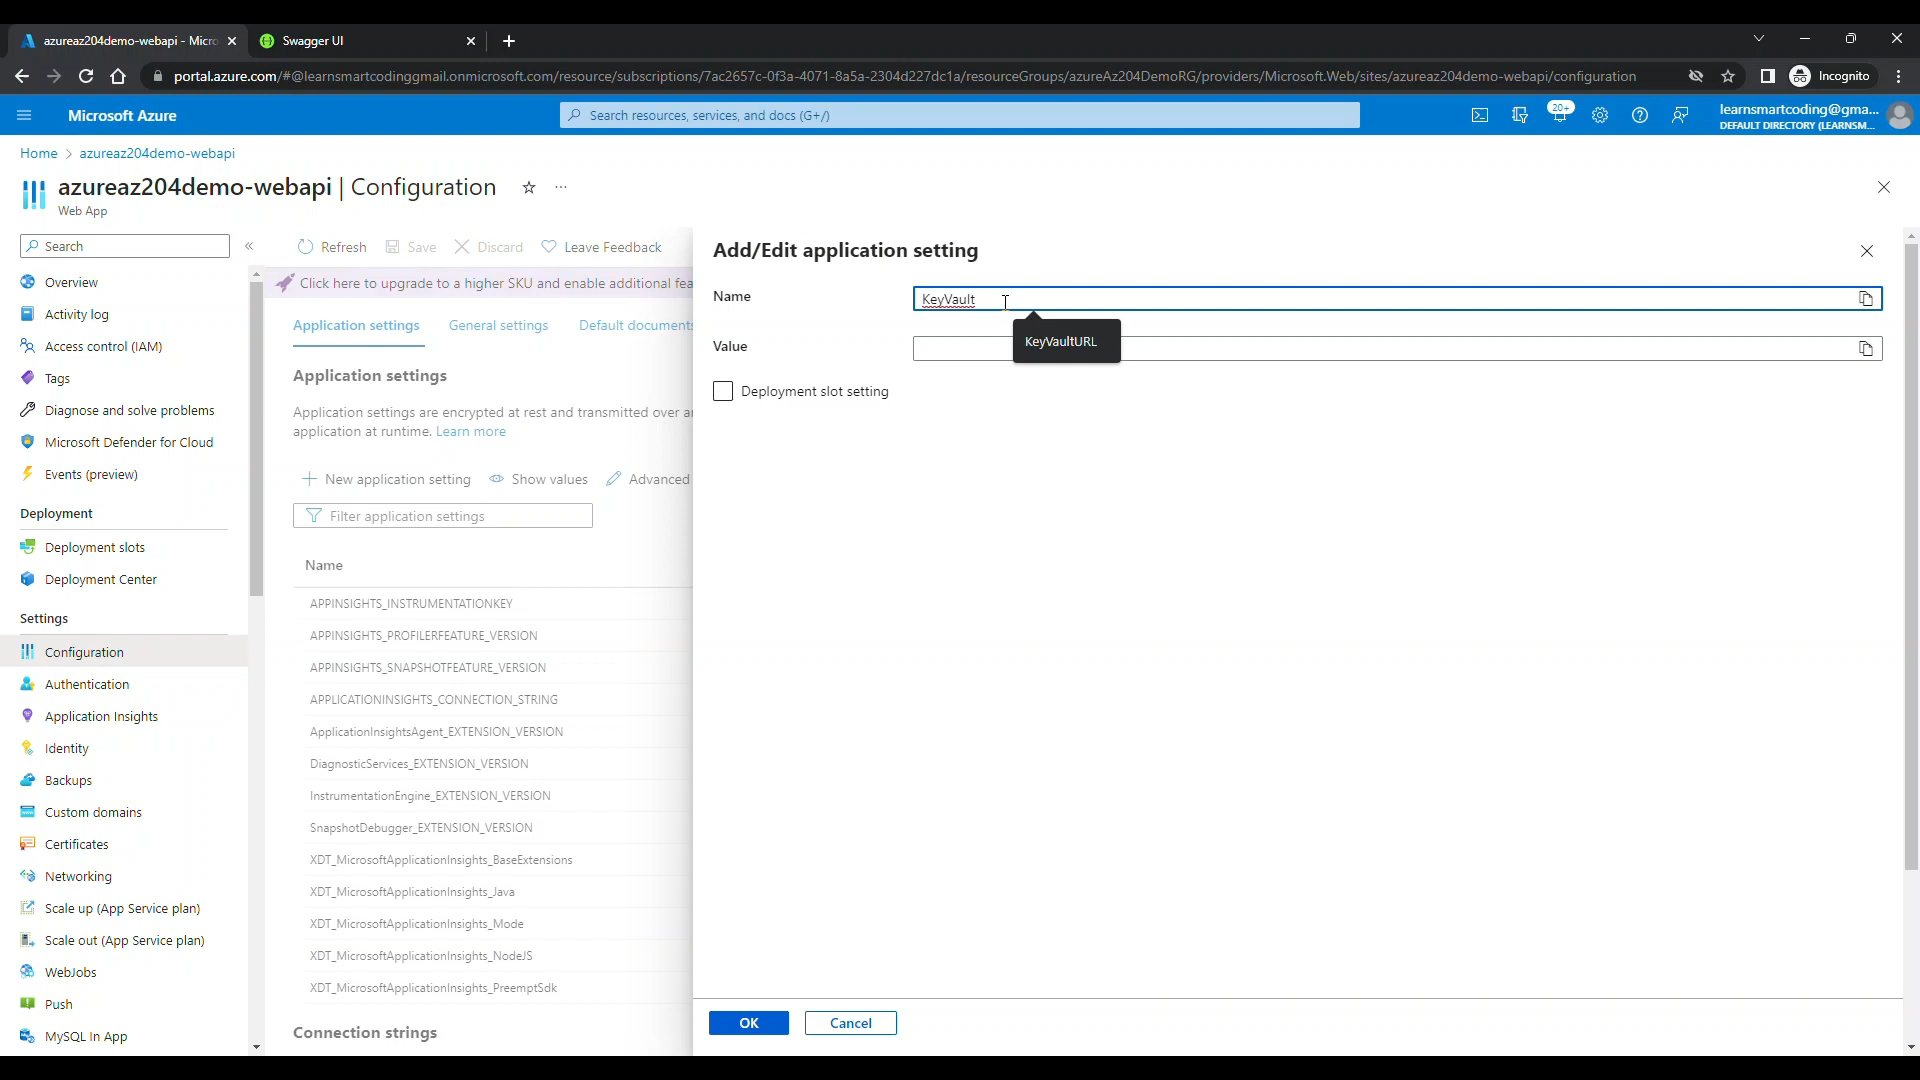 azureaz204demo-webapi - Micro
Swagger UI
portal.azure.com/#@learnsmartcodinggmail.onmicrosoft.com/resource/subscriptions/7ac2657c-0f3a-4071-8a5a-2304d227dc1a/resourceGroups/azureAz204DemoRG/providers/Microsoft.Web/sites/azureaz204demo-webapi/configuration
Incognito
Microsoft Azure
Search resources, services, and docs (G+/)
20+
learnsmartcoding@gma...
DEFAULT DIRECTORY (LEARNSM...
Home > azureaz204demo-webapi
azureaz204demo-webapi | Configuration
Web App
Search
Overview
Activity log
Access control (IAM)
Tags
Diagnose and solve problems
Microsoft Defender for Cloud
Events (preview)
Deployment
Deployment slots
Deployment Center
Settings
Configuration
Authentication
Application Insights
Identity
Backups
Custom domains
Certificates
Networking
Scale up (App Service plan)
Scale out (App Service plan)
WebJobs
Push
MySQL In App
Refresh
Save
Discard
Leave Feedback
Click here to upgrade to a higher SKU and enable additional fea
Application settings
General settings
Default documents
Application settings
Application settings are encrypted at rest and transmitted over a
application at runtime. Learn more
New application setting
Show values
Advanced
Filter application settings
Name
APPINSIGHTS_INSTRUMENTATIONKEY
APPINSIGHTS_PROFILERFEATURE_VERSION
APPINSIGHTS_SNAPSHOTFEATURE_VERSION
APPLICATIONINSIGHTS_CONNECTION_STRING
ApplicationInsightsAgent_EXTENSION_VERSION
DiagnosticServices_EXTENSION_VERSION
InstrumentationEngine_EXTENSION_VERSION
SnapshotDebugger_EXTENSION_VERSION
XDT_MicrosoftApplicationInsights_BaseExtensions
XDT_MicrosoftApplicationInsights_Java
XDT_MicrosoftApplicationInsights_Mode
XDT_MicrosoftApplicationInsights_NodeJS
XDT_MicrosoftApplicationInsights_PreemptSdk
Connection strings
Add/Edit application setting
Name
KeyVault
KeyVaultURL
Value
Deployment slot setting
OK
Cancel